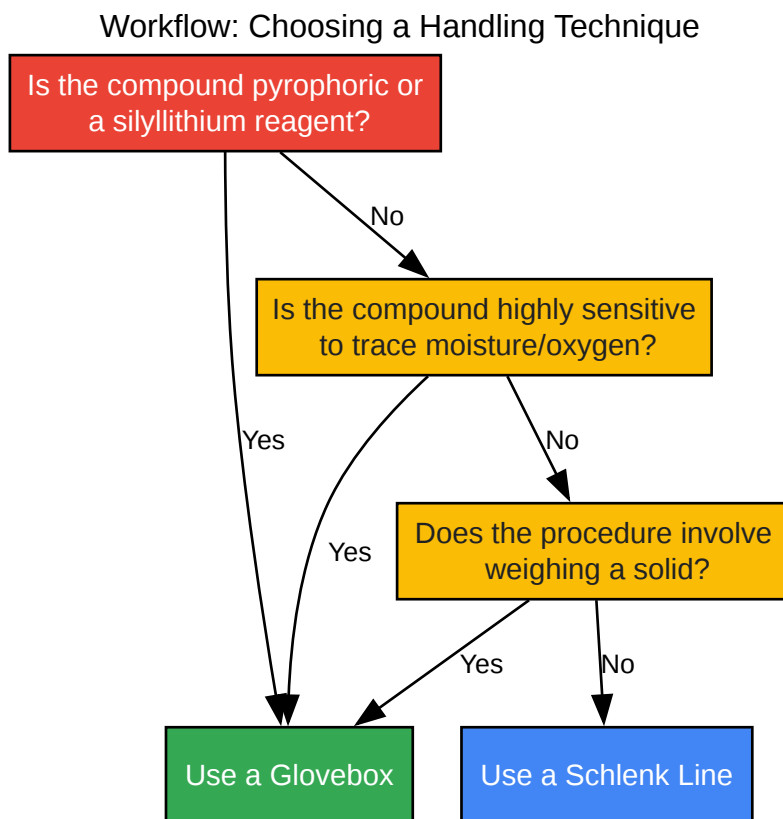 Workflow: Choosing a Handling Technique
Is the compound pyrophoric or
a silyllithium reagent?
No
Is the compound highly sensitive
to trace moisture/oxygen?
Yes
No
Does the procedure involve
weighing a solid?
Yes
Yes
No
Use a Glovebox
Use a Schlenk Line